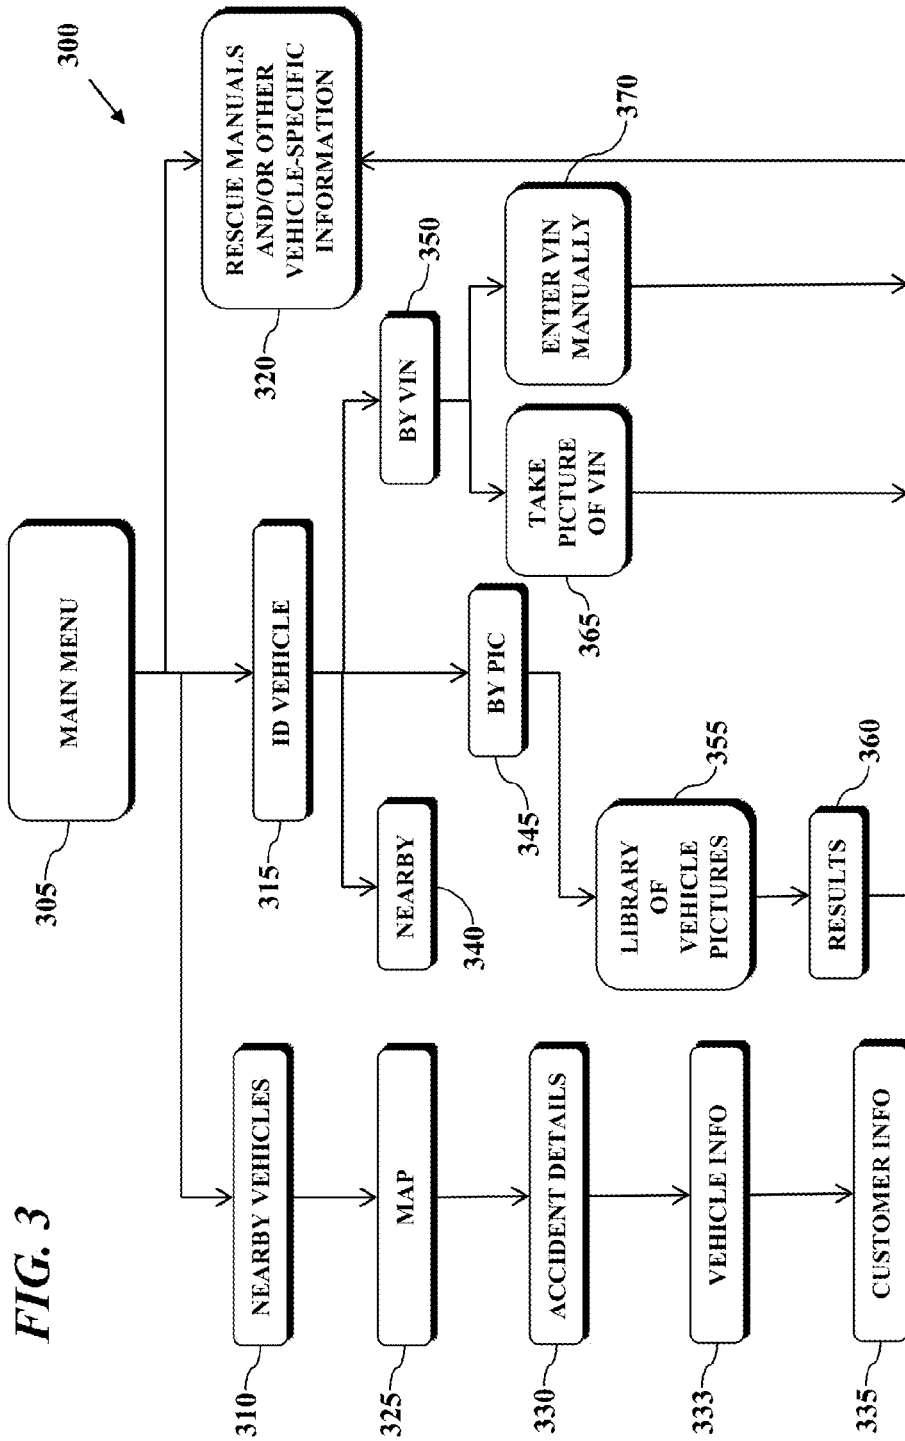 FIG. 3
300
MAIN MENU
305
NEARBY VEHICLES
310
ID VEHICLE
315
RESCUE MANUALS
AND/OR OTHER
VEHICLE-SPECIFIC
INFORMATION
320
MAP
325
NEARBY
340
BY VIN
350
BY PIC
345
ACCIDENT DETAILS
330
TAKE
PICTURE
OF VIN
365
ENTER VIN
MANUALLY
370
LIBRARY
OF
VEHICLE
PICTURES
355
VEHICLE INFO
333
RESULTS
360
CUSTOMER INFO
335